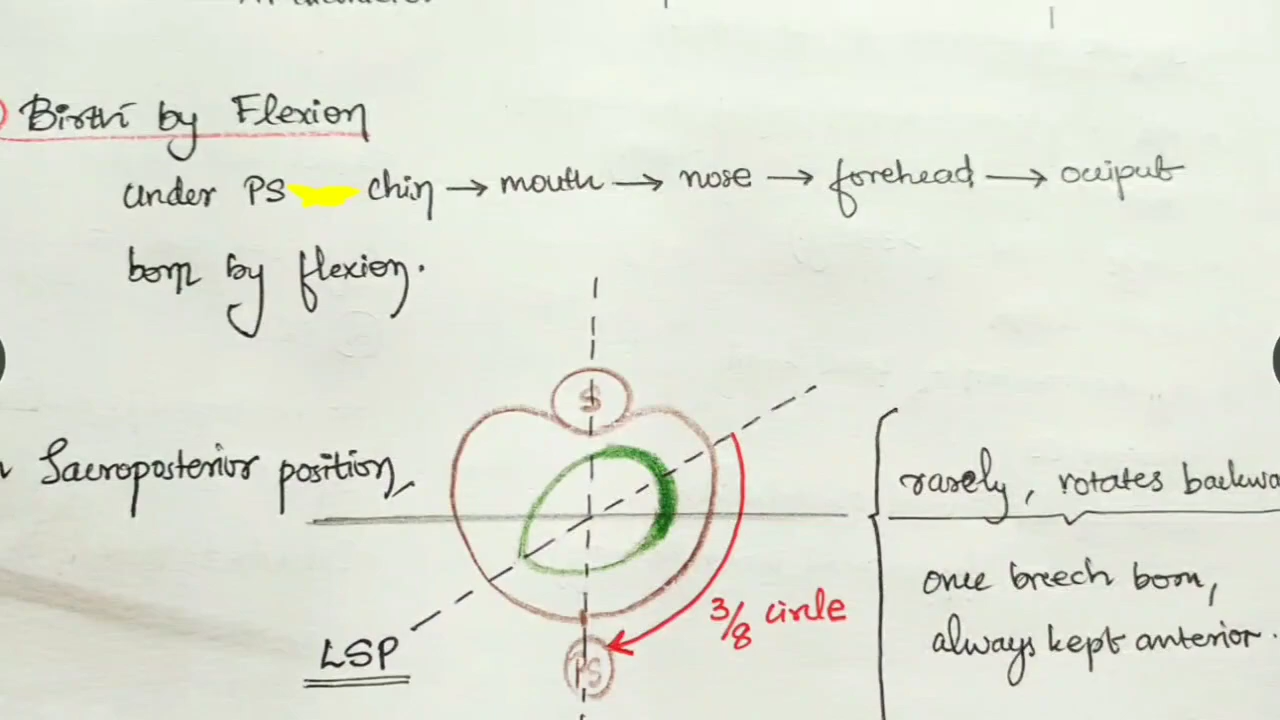 Birth by Flexion
Under PS chin → mouth → nose → forehead → occiput
born by flexion.
S
Sacroposterior position,
rarely, rotates backwa
once breech born,
3/8 circle
always kept anterior.
LSP
PS